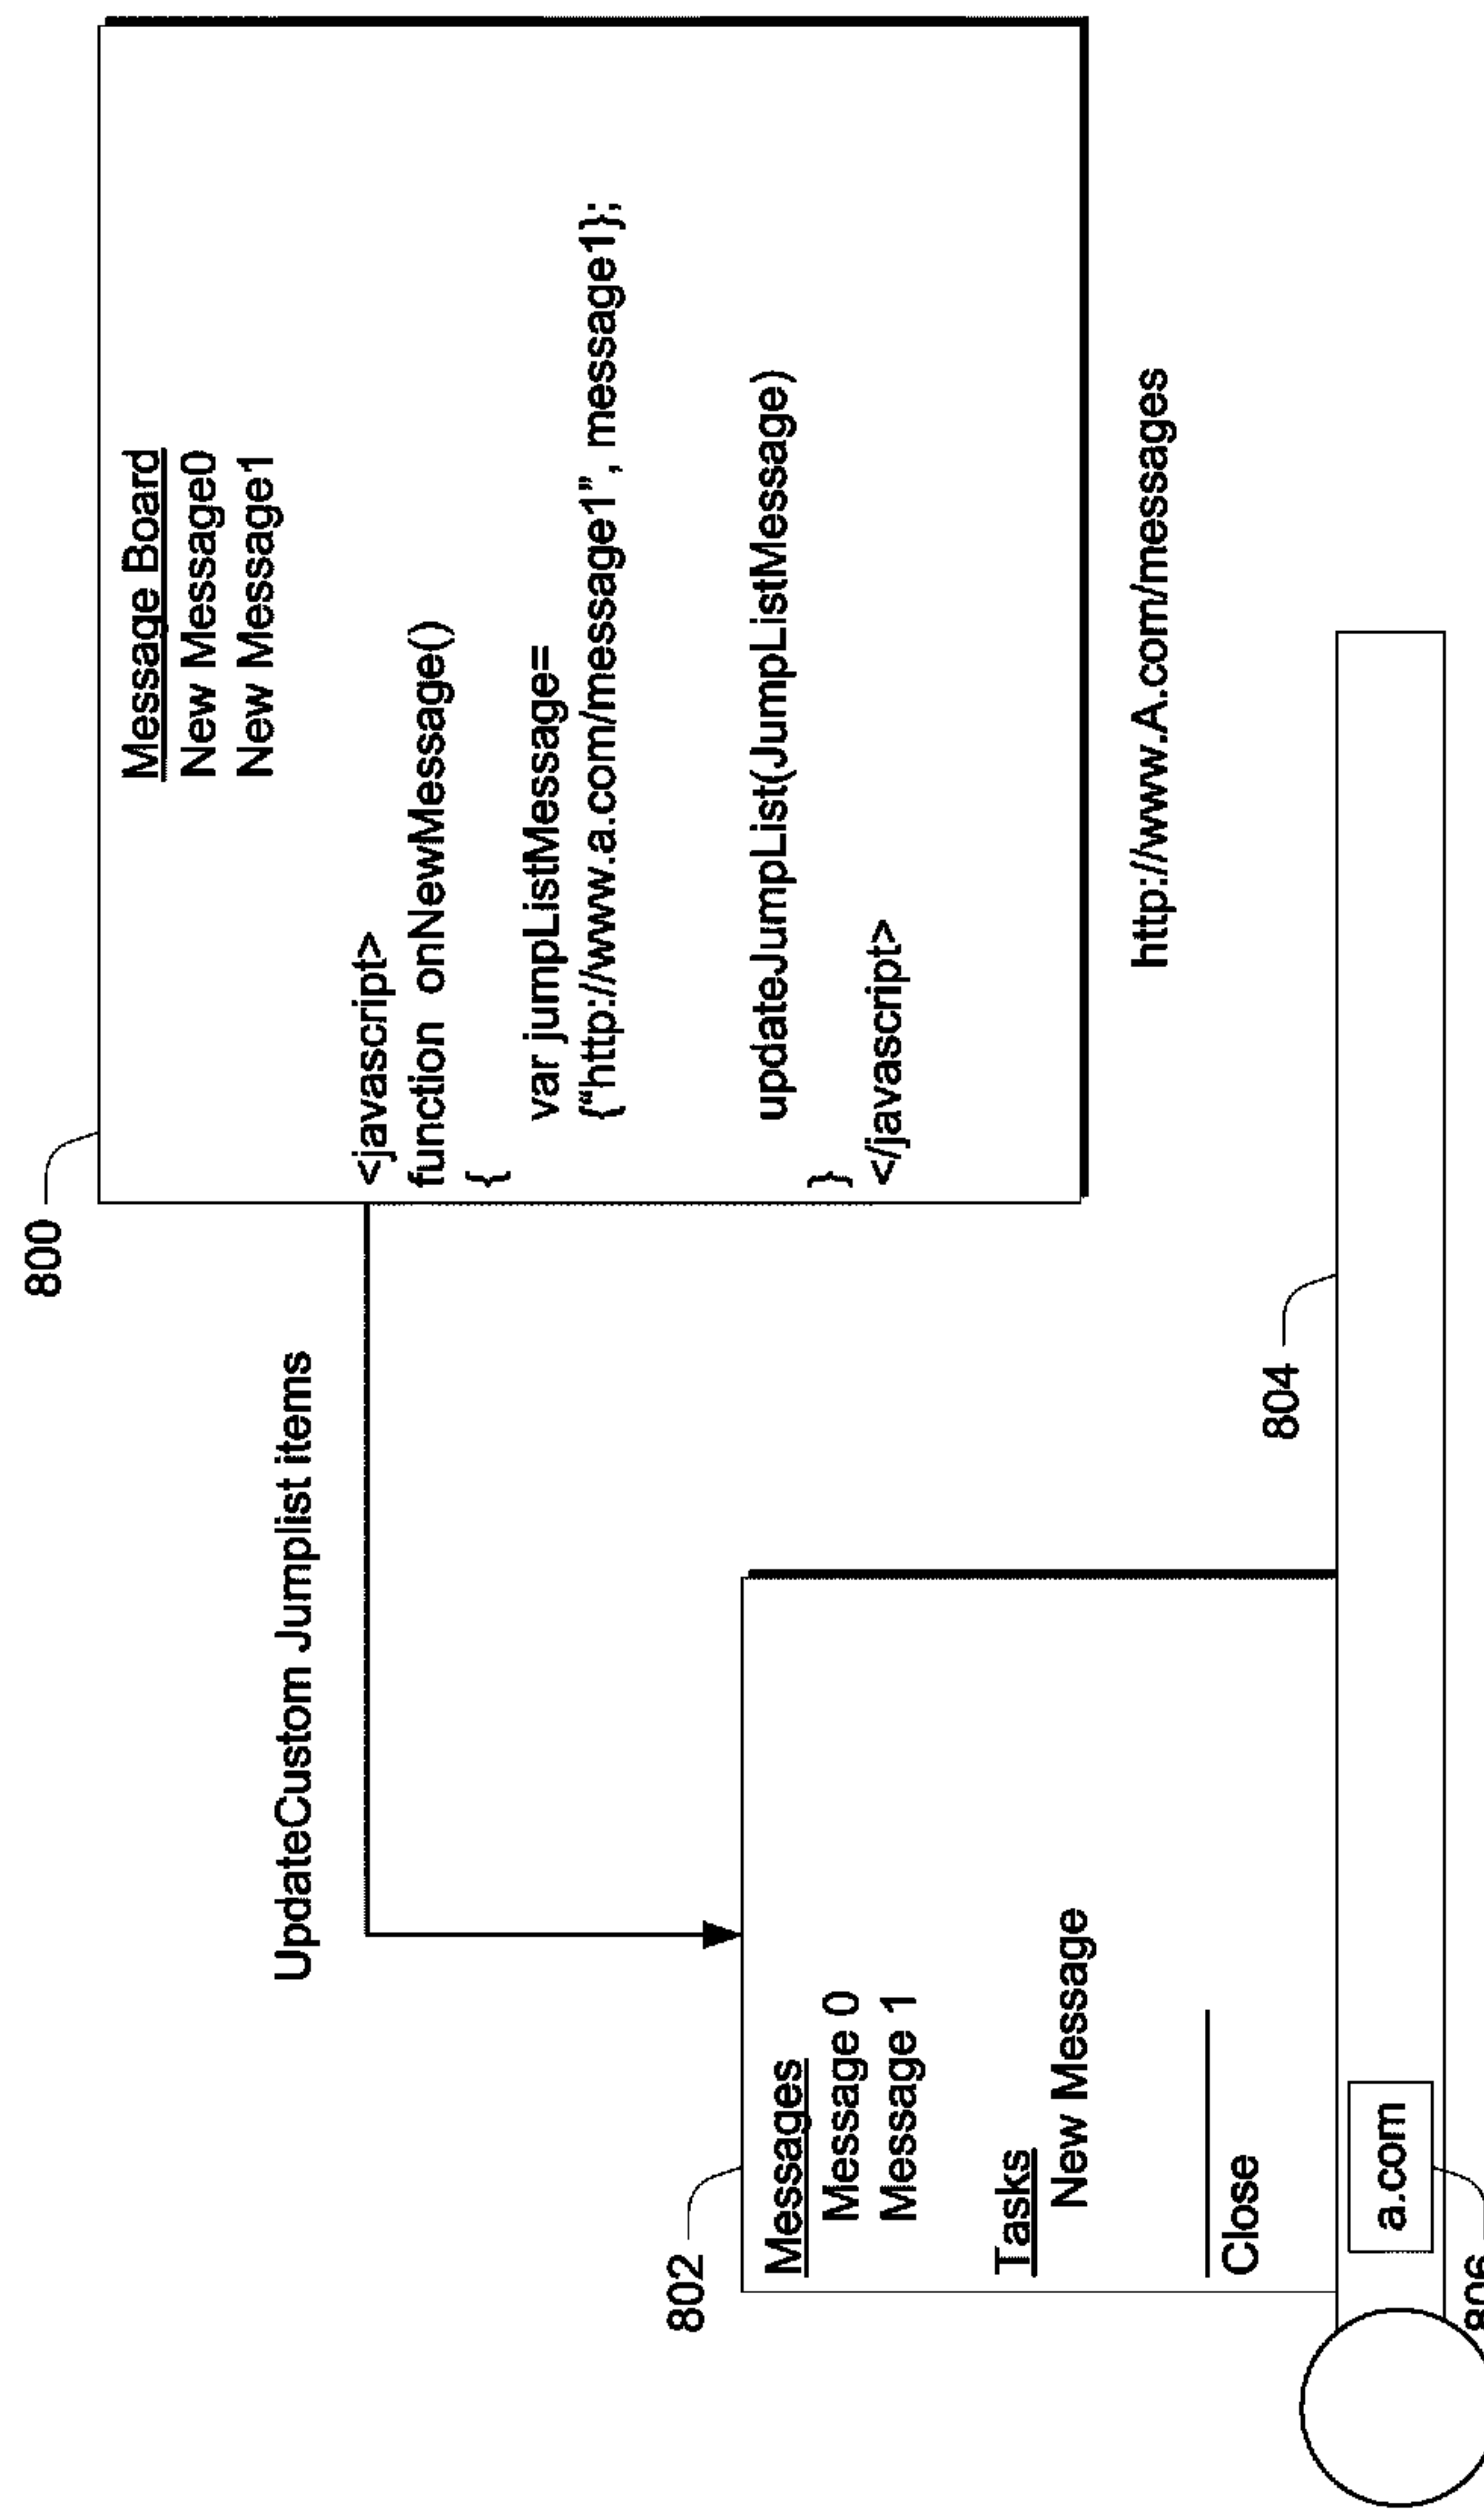 800
Message Board
New Message0
New Message1
<javascript>
function onNewMessage()
{
var jumpListMessage=
{“http://www.a.com/message1”, message1};
updateJumpList(JumpListMessage)
}
</javascript>
http://www.A.com/messages
UpdateCustom Jumplist items
802
Messages
Message 0
Message 1
Tasks
New Message
Close
804
a.com
806